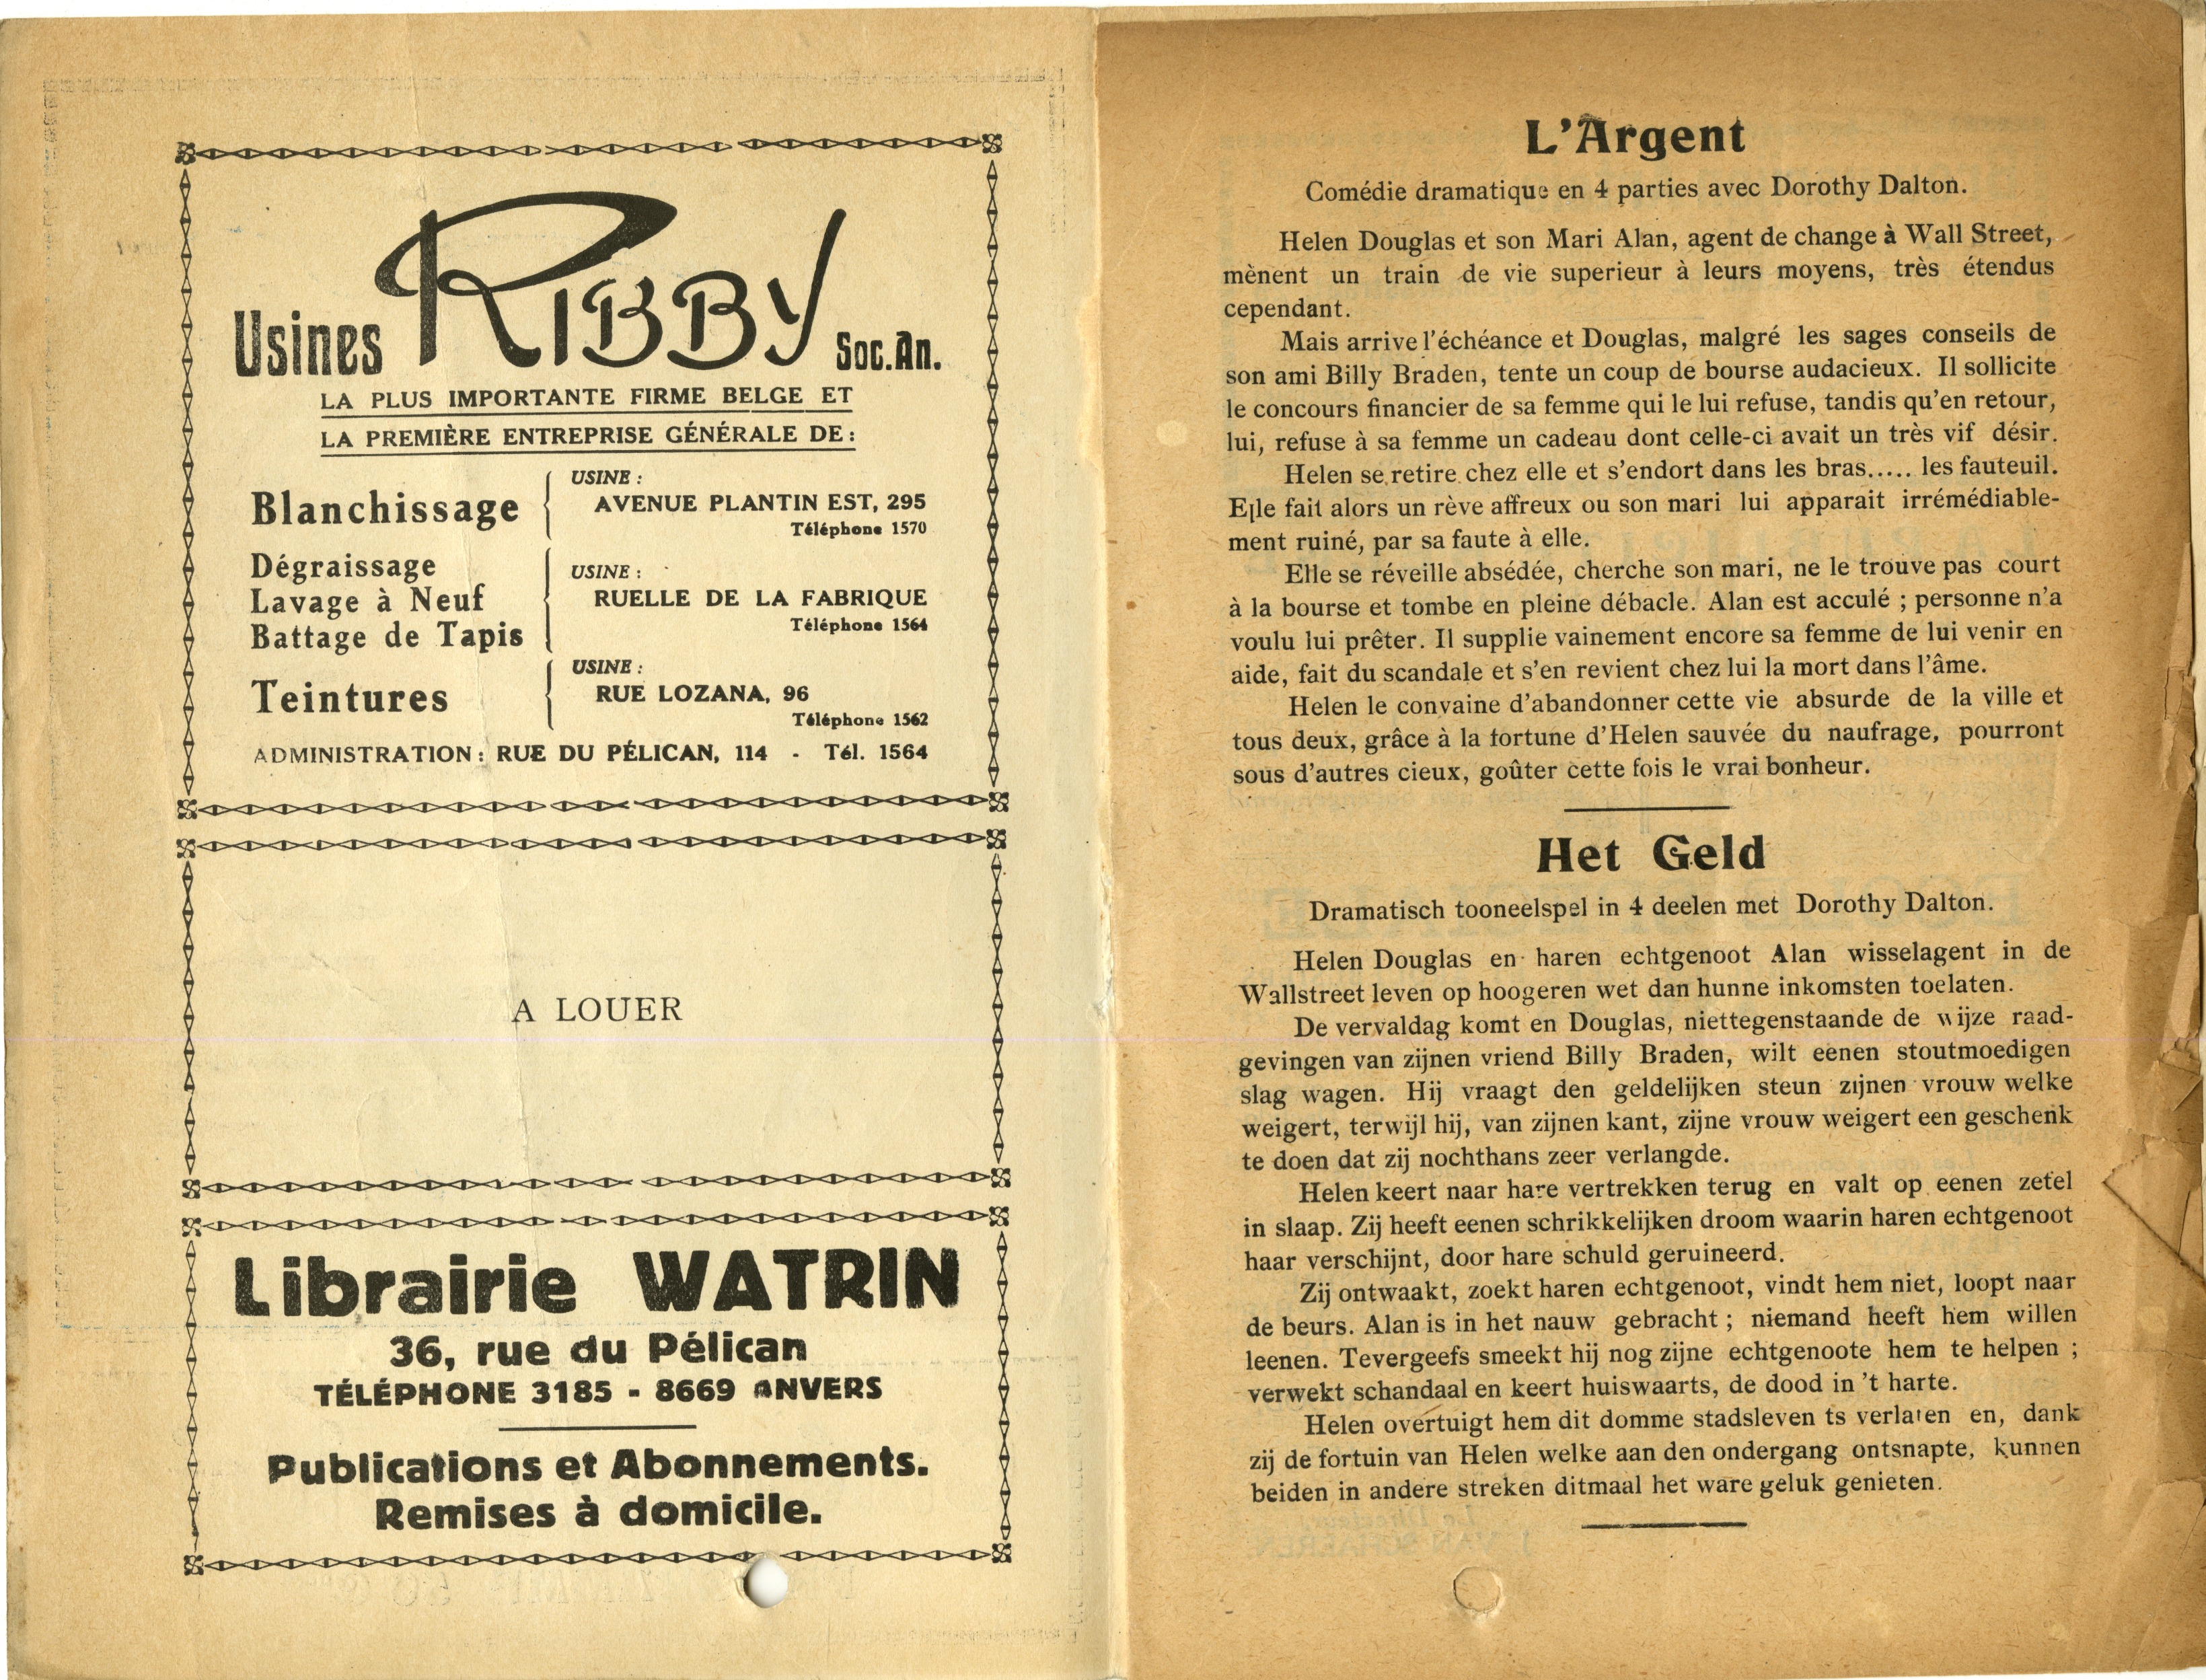 Usines RIBBY Soc.An.
LA PLUS IMPORTANTE FIRME BELGE ET
LA PREMIÈRE ENTREPRISE GÉNÉRALE DE:
Blanchissage
USINE :
AVENUE PLANTIN EST, 295
Téléphone 1570
Dégraissage
Lavage à Neuf
Battage de Tapis
USINE :
RUELLE DE LA FABRIQUE
Téléphone 1564
Teintures
USINE :
RUE LOZANA, 96
Téléphone 1562
ADMINISTRATION: RUE DU PÉLICAN, 114 - Tél. 1564
A LOUER
Librairie WATRIN
36, rue du Pélican
TÉLÉPHONE 3185 - 8669 ANVERS
Publications et Abonnements.
Remises à domicile.
L'Argent
Comédie dramatique en 4 parties avec Dorothy Dalton.
Helen Douglas et son Mari Alan, agent de change à Wall Street,
mènent un train de vie superieur à leurs moyens, très étendus
cependant.
Mais arrive l'échéance et Douglas, malgré les sages conseils de
son ami Billy Braden, tente un coup de bourse audacieux. Il sollicite
le concours financier de sa femme qui le lui refuse, tandis qu'en retour,
lui, refuse à sa femme un cadeau dont celle-ci avait un très vif désir.
Helen se retire chez elle et s'endort dans les bras..... les fauteuil.
Elle fait alors un rève affreux ou son mari lui apparait irrémédiable-
ment ruiné, par sa faute à elle.
Elle se réveille absédée, cherche son mari, ne le trouve pas court
à la bourse et tombe en pleine débacle. Alan est acculé ; personne n'a
voulu lui prêter. Il supplie vainement encore sa femme de lui venir en
aide, fait du scandale et s'en revient chez lui la mort dans l'âme.
Helen le convaine d'abandonner cette vie absurde de la ville et
tous deux, grâce à la fortune d'Helen sauvée du naufrage, pourront
sous d'autres cieux, goûter cette fois le vrai bonheur.
Het Geld
Dramatisch tooneelspel in 4 deelen met Dorothy Dalton.
Helen Douglas en haren echtgenoot Alan wisselagent in de
Wallstreet leven op hoogeren wet dan hunne inkomsten toelaten.
De vervaldag komt en Douglas, niettegenstaande de wijze raad-
gevingen van zijnen vriend Billy Braden, wilt eenen stoutmoedigen
slag wagen. Hij vraagt den geldelijken steun zijnen vrouw welke
weigert, terwijl hij, van zijnen kant, zijne vrouw weigert een geschenk
te doen dat zij nochthans zeer verlangde.
Helen keert naar hare vertrekken terug en valt op eenen zetel
in slaap. Zij heeft eenen schrikkelijken droom waarin haren echtgenoot
haar verschijnt, door hare schuld geruineerd.
Zij ontwaakt, zoekt haren echtgenoot, vindt hem niet, loopt naar
de beurs. Alan is in het nauw gebracht ; niemand heeft hem willen
leenen. Tevergeefs smeekt hij nog zijne echtgenoote hem te helpen ;
verwekt schandaal en keert huiswaarts, de dood in 't harte.
Helen overtuigt hem dit domme stadsleven ts verlaten en, dank
zij de fortuin van Helen welke aan den ondergang ontsnapte, kunnen
beiden in andere streken ditmaal het ware geluk genieten.